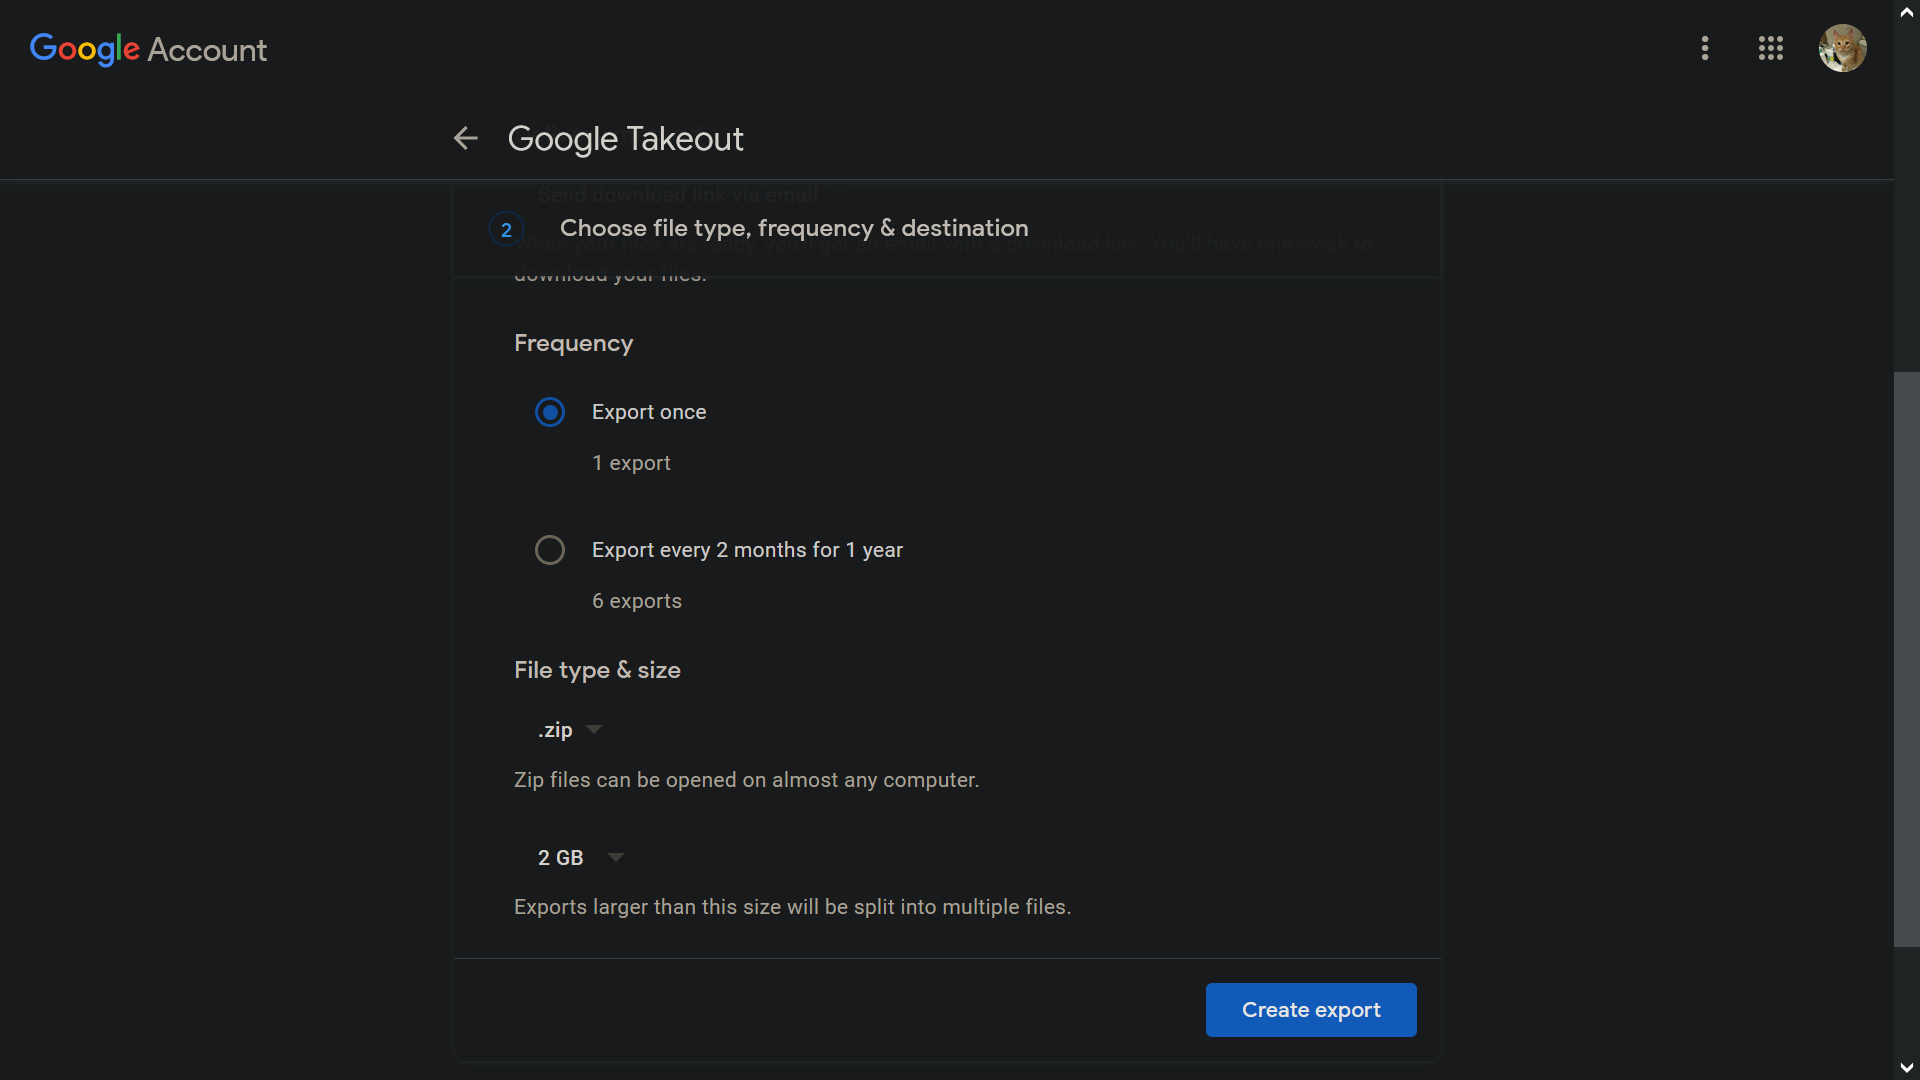 Google Account
Google Takeout
Send download link via email
2 Choose file type, frequency & destination
When your files are ready, you'll get an email with a download link. You'll have one week to
download your files.
Frequency
Export once
1 export
Export every 2 months for 1 year
6 exports
File type & size
.zip
Zip files can be opened on almost any computer.
2 GB
Exports larger than this size will be split into multiple files.
Create export